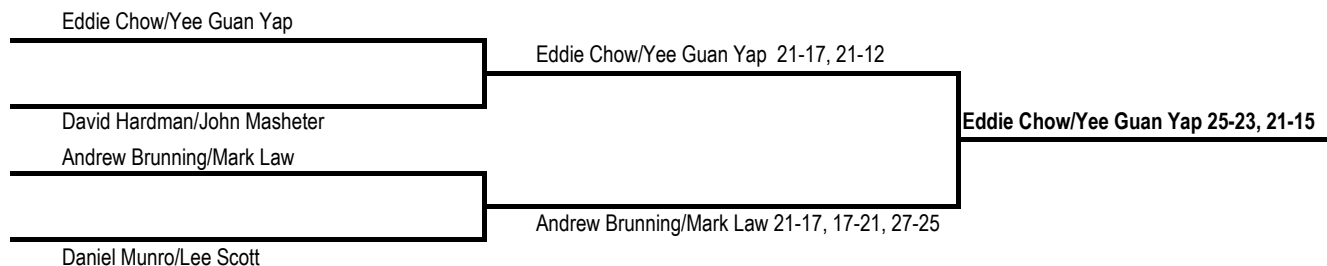 Eddie Chow/Yee Guan Yap
Eddie Chow/Yee Guan Yap 21-17, 21-12
David Hardman/John Masheter
Eddie Chow/Yee Guan Yap 25-23, 21-15
Andrew Brunning/Mark Law
Andrew Brunning/Mark Law 21-17, 17-21, 27-25
Daniel Munro/Lee Scott